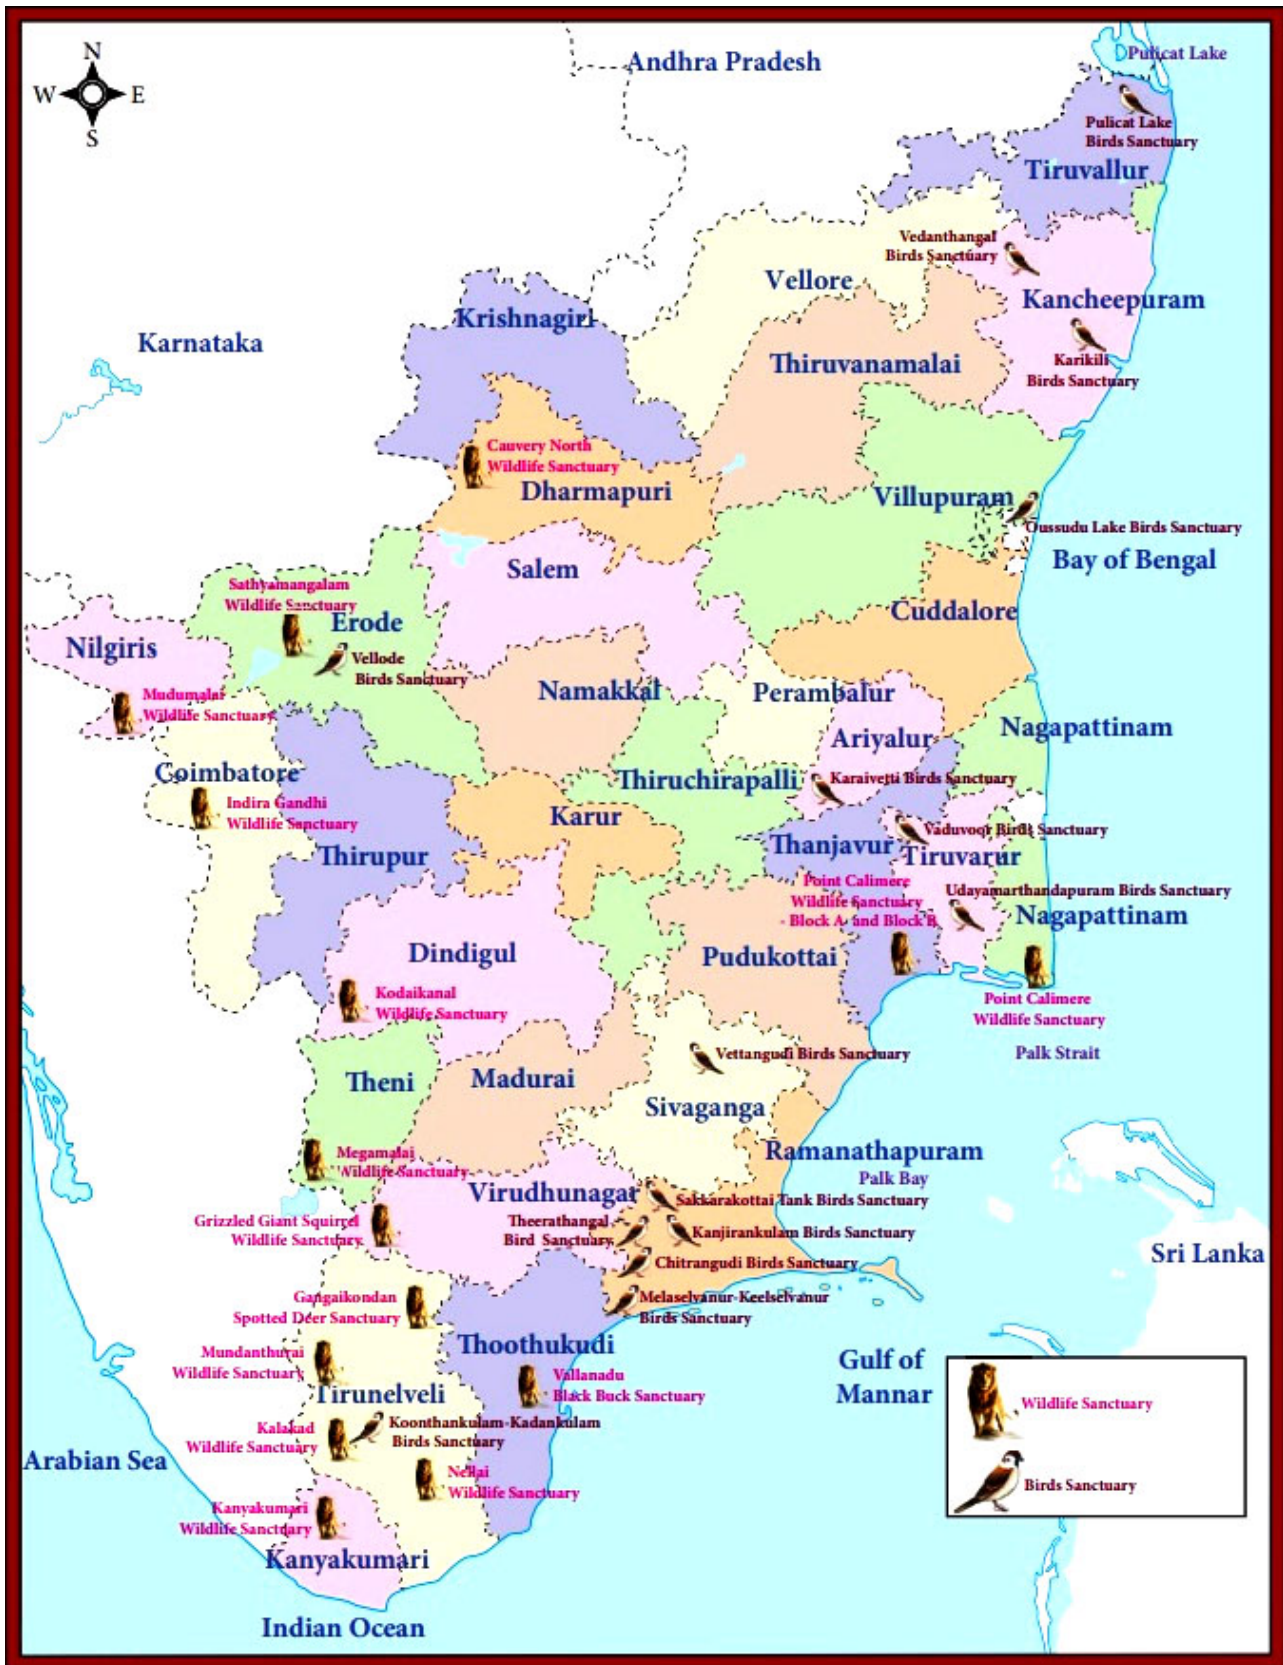 Andhra Pradesh
Pulicat Lake
N
W
E
S
Pulicat Lake
Birds Sanctuary
Tiruvallur
Vedanthangal
Birds Sanctuary
Vellore
Kancheepuram
Krishnagiri
Karnataka
Thiruvanamalai
Karikili
Birds Sanctuary
Cauvery North
Wildlife Sanctuary
Dharmapuri
Villupuram
Oussudu Lake Birds Sanctuary
Bay of Bengal
Salem
Sathyamangalam
Wildlife Sanctuary
Erode
Cuddalore
Nilgiris
Vellode
Birds Sanctuary
Mudumalai
Wildlife Sanctuary
Namakkal
Perambalur
Nagapattinam
Ariyalur
Coimbatore
Thiruchirapalli
Karaivetti Birds Sanctuary
Indira Gandhi
Wildlife Sanctuary
Karur
Vaduvoor Birds Sanctuary
Thirupur
Thanjavur
Tiruvarur
Point Calimere
Wildlife Sanctuary
- Block A and Block B
Udayamarthandapuram Birds Sanctuary
Nagapattinam
Dindigul
Pudukottai
Kodaikanal
Wildlife Sanctuary
Point Calimere
Wildlife Sanctuary
Palk Strait
Vettangudi Birds Sanctuary
Theni
Madurai
Sivaganga
Megamalai
Wildlife Sanctuary
Ramanathapuram
Palk Bay
Virudhunagar
Sakkarakottai Tank Birds Sanctuary
Grizzled Giant Squirrel
Wildlife Sanctuary
Theerathangal
Bird Sanctuary
Kanjirankulam Birds Sanctuary
Sri Lanka
Chitrangudi Birds Sanctuary
Gangaikondan
Spotted Deer Sanctuary
Melaselvanur-Keelselvanur
Birds Sanctuary
Thoothukudi
Mundanthurai
Wildlife Sanctuary
Gulf of
Mannar
Vallanadu
Black Buck Sanctuary
Tirunelveli
Wildlife Sanctuary
Kalakad
Wildlife Sanctuary
Koonthankulam-Kadankulam
Birds Sanctuary
Arabian Sea
Nellai
Wildlife Sanctuary
Birds Sanctuary
Kanyakumari
Wildlife Sanctuary
Kanyakumari
Indian Ocean